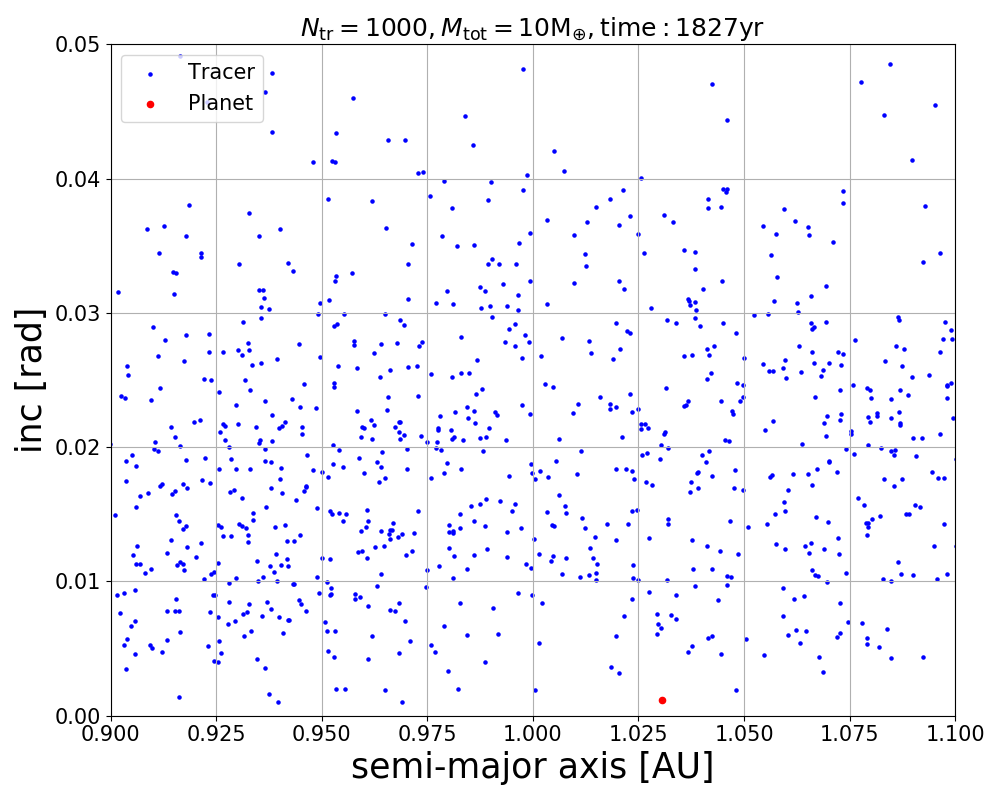 N_tr = 1000, M_tot = 10M_⊕, time : 1827yr
Tracer
Planet
inc [rad]
0.05
0.04
0.03
0.02
0.01
0.00
0.900 0.925 0.950 0.975 1.000 1.025 1.050 1.075 1.100
semi-major axis [AU]